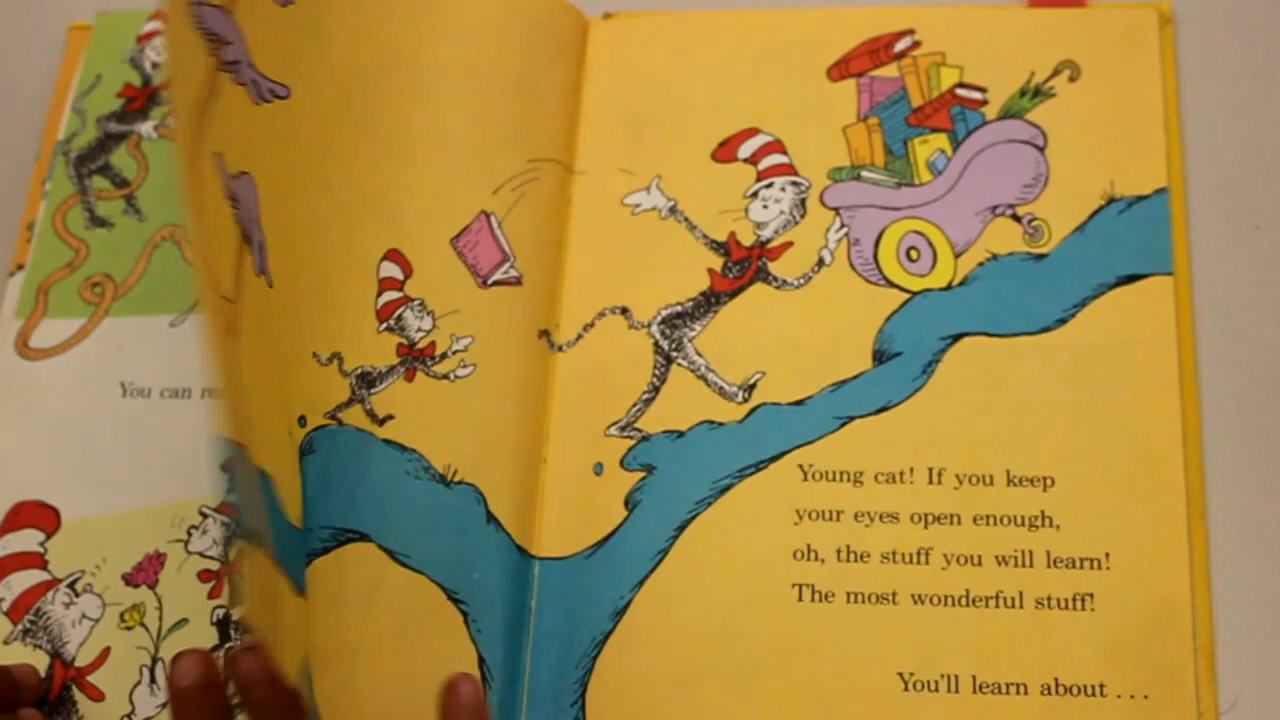 You can
Young cat! If you keep
your eyes open enough,
oh, the stuff you will learn!
The most wonderful stuff!
You'll learn about . . .